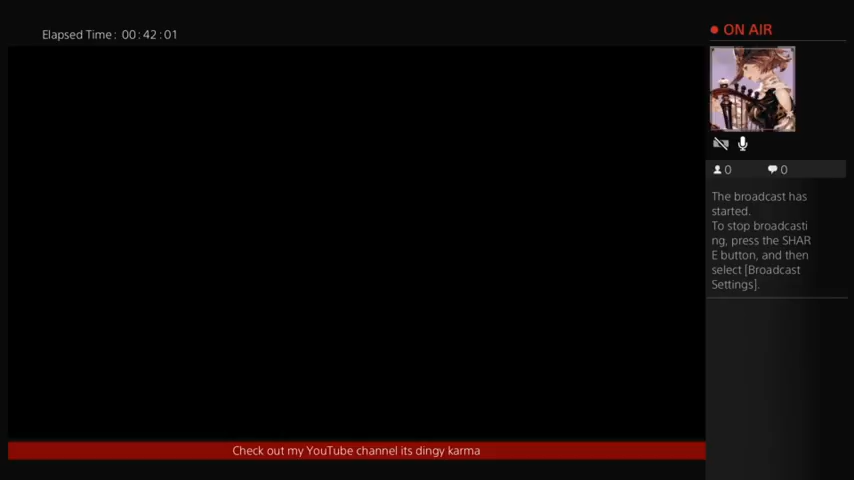 Elapsed Time: 00:42:01
ON AIR
0 0
The broadcast has
started.
To stop broadcasti
ng, press the SHAR
E button, and then
select [Broadcast
Settings].
Check out my YouTube channel its dingy karma